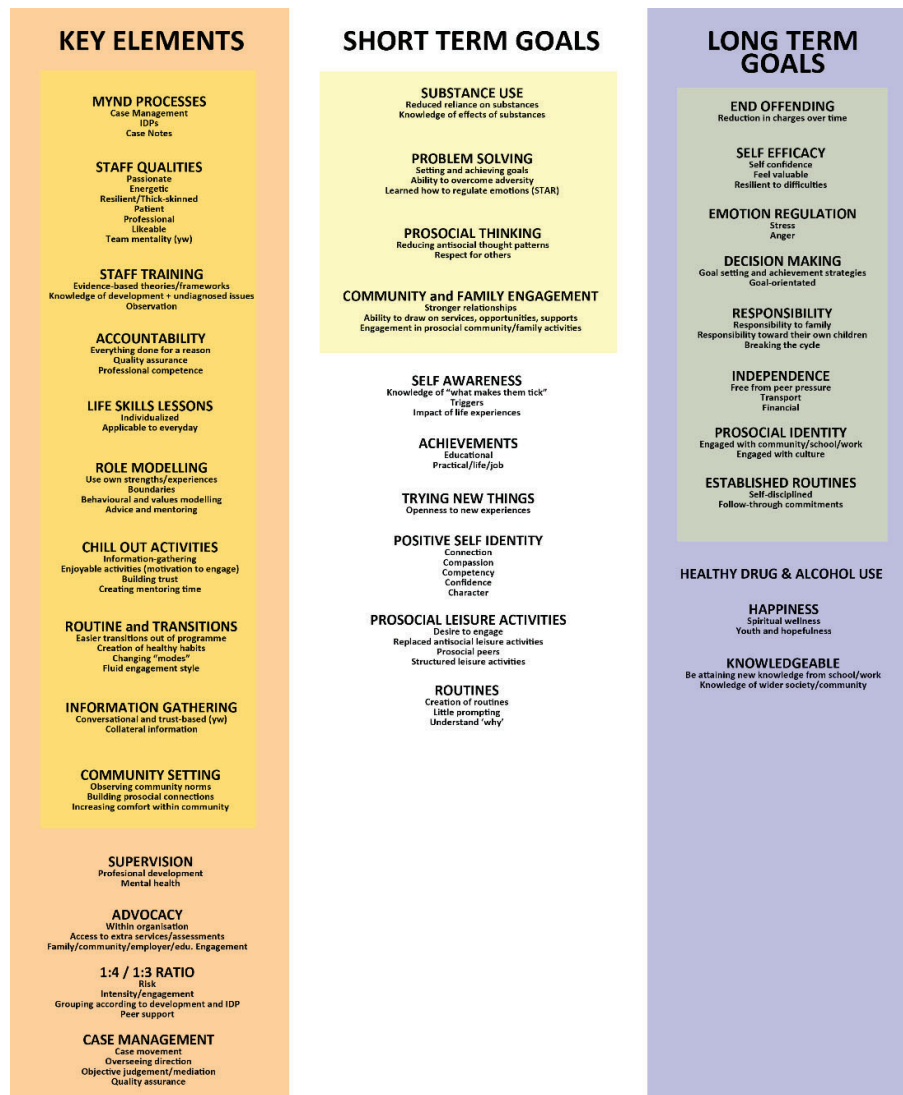 KEY ELEMENTS
MYND PROCESSES
Case Management
IDPs
Case Notes
STAFF QUALITIES
Passionate
Energetic
Resilient/Thick-skinned
Patient
Professional
Likeable
Team mentality (yw)
STAFF TRAINING
Evidence-based theories/frameworks
Knowledge of development + undiagnosed issues
Observation
ACCOUNTABILITY
Everything done for a reason
Quality assurance
Professional competence
LIFE SKILLS LESSONS
Individualized
Applicable to everyday
ROLE MODELLING
Use own strengths/experiences
Boundaries
Behavioural and values modelling
Advice and mentoring
CHILL OUT ACTIVITIES
Information-gathering
Enjoyable activities (motivation to engage)
Building trust
Creating mentoring time
ROUTINE and TRANSITIONS
Easier transitions out of programme
Creation of healthy habits
Changing "modes"
Fluid engagement style
INFORMATION GATHERING
Conversational and trust-based (yw)
Collateral information
COMMUNITY SETTING
Observing community norms
Building prosocial connections
Increasing comfort within community
SUPERVISION
Profesional development
Mental health
ADVOCACY
Within organisation
Access to extra services/assessments
Family/community/employer/edu. Engagement
1:4 / 1:3 RATIO
Risk
Intensity/engagement
Grouping according to development and IDP
Peer support
CASE MANAGEMENT
Case movement
Overseeing direction
Objective judgement/mediation
Quality assurance
SHORT TERM GOALS
SUBSTANCE USE
Reduced reliance on substances
Knowledge of effects of substances
PROBLEM SOLVING
Setting and achieving goals
Ability to overcome adversity
Learned how to regulate emotions (STAR)
PROSOCIAL THINKING
Reducing antisocial thought patterns
Respect for others
COMMUNITY and FAMILY ENGAGEMENT
Stronger relationships
Ability to draw on services, opportunities, supports
Engagement in prosocial community/family activities
SELF AWARENESS
Knowledge of "what makes them tick"
Triggers
Impact of life experiences
ACHIEVEMENTS
Educational
Practical/life/job
TRYING NEW THINGS
Openness to new experiences
POSITIVE SELF IDENTITY
Connection
Compassion
Competency
Confidence
Character
PROSOCIAL LEISURE ACTIVITIES
Desire to engage
Replaced antisocial leisure activities
Prosocial peers
Structured leisure activities
ROUTINES
Creation of routines
Little prompting
Understand 'why'
LONG TERM
GOALS
END OFFENDING
Reduction in charges over time
SELF EFFICACY
Self confidence
Feel valuable
Resilient to difficulties
EMOTION REGULATION
Stress
Anger
DECISION MAKING
Goal setting and achievement strategies
Goal-orientated
RESPONSIBILITY
Responsibility to family
Responsibility toward their own children
Breaking the cycle
INDEPENDENCE
Free from peer pressure
Transport
Financial
PROSOCIAL IDENTITY
Engaged with community/school/work
Engaged with culture
ESTABLISHED ROUTINES
Self-disciplined
Follow-through commitments
HEALTHY DRUG & ALCOHOL USE
HAPPINESS
Spiritual wellness
Youth and hopefulness
KNOWLEDGEABLE
Be attaining new knowledge from school/work
Knowledge of wider society/community